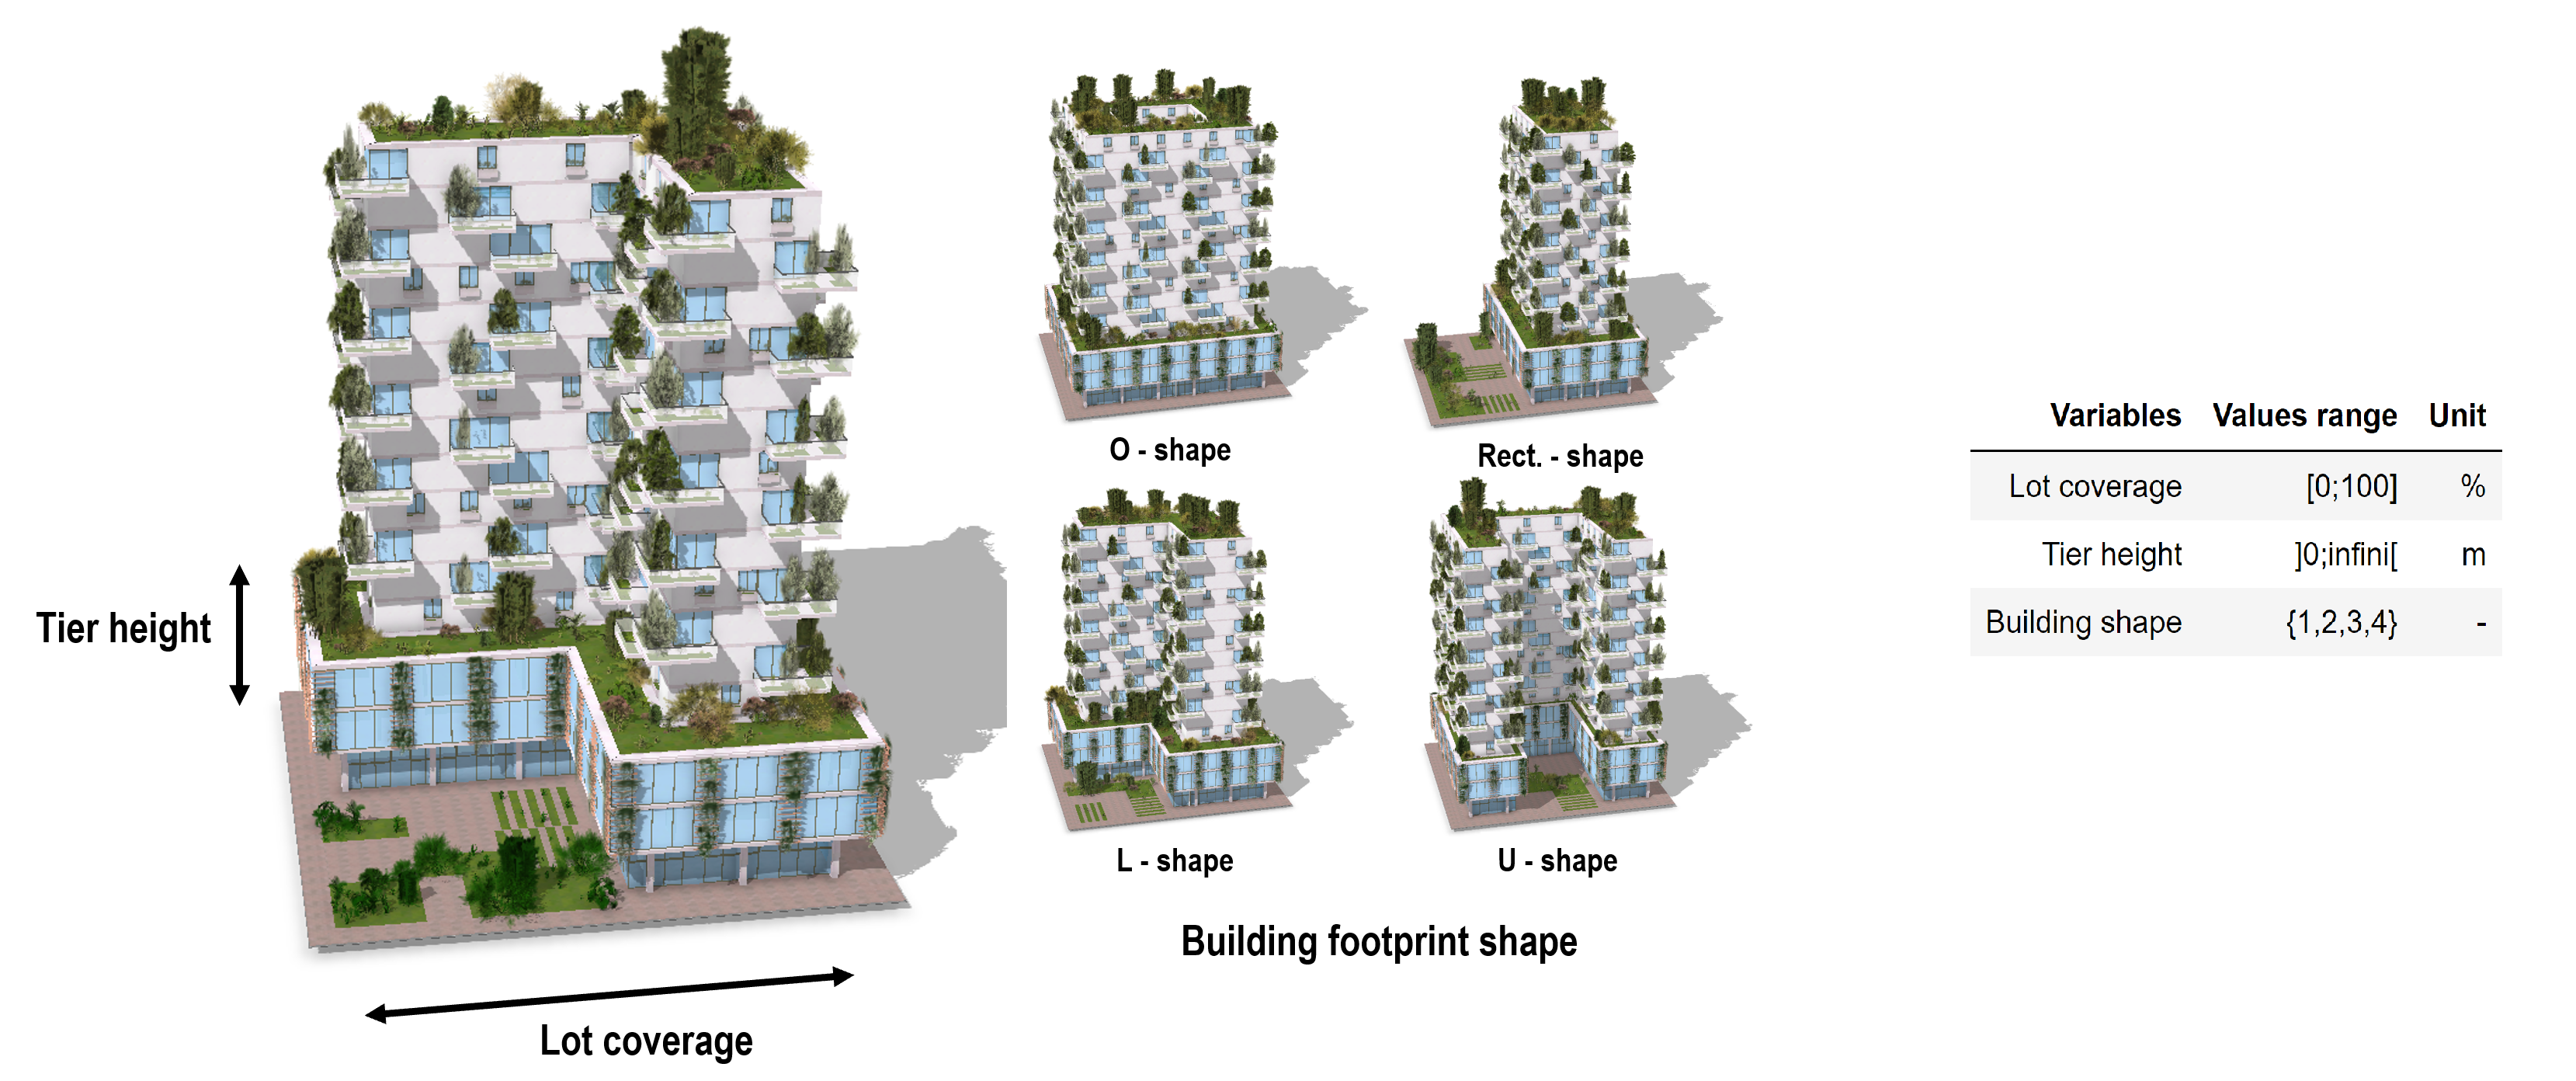 Tier height
Lot coverage
O - shape
Rect. - shape
L - shape
U - shape
Building footprint shape
Variables Values range Unit
Lot coverage [0;100] %
Tier height ]0;infini[ m
Building shape {1,2,3,4} -